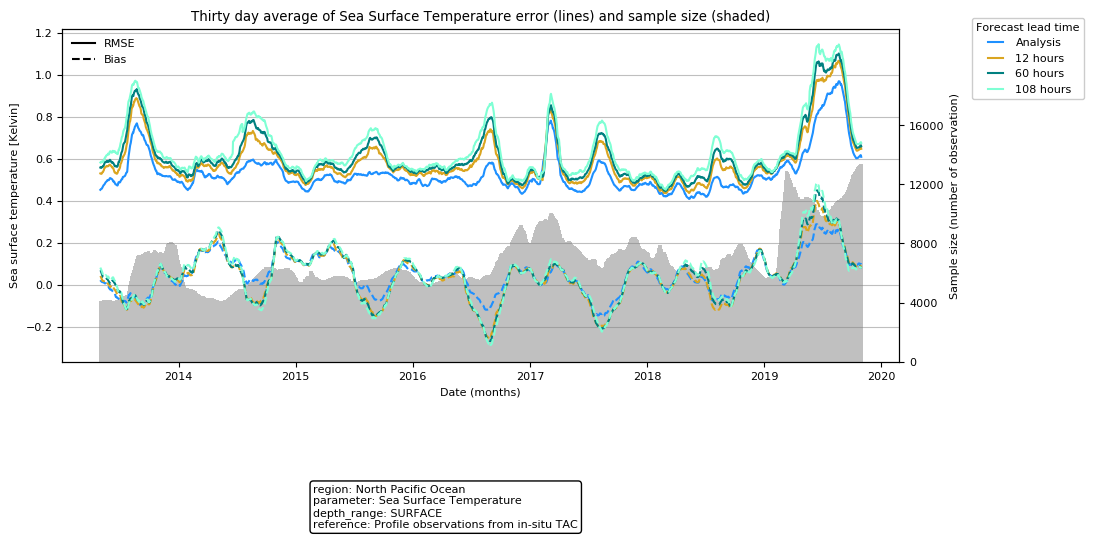 Thirty day average of Sea Surface Temperature error (lines) and sample size (shaded)
Forecast lead time
Analysis
12 hours
60 hours
108 hours
RMSE
Bias
Sea surface temperature [Kelvin]
1.2
1.0
0.8
0.6
0.4
0.2
0.0
−0.2
Sample size (number of observation)
16000
12000
8000
4000
0
2014
2015
2016
2017
2018
2019
2020
Date (months)
region: North Pacific Ocean
parameter: Sea Surface Temperature
depth_range: SURFACE
reference: Profile observations from in-situ TAC